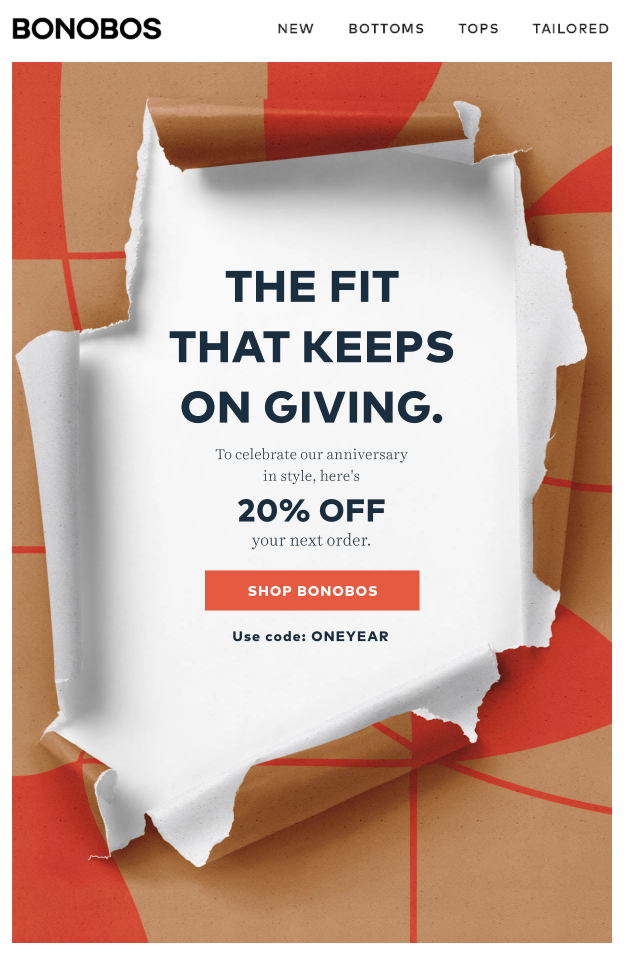 BONOBOS
NEW BOTTOMS TOPS TAILORED
THE FIT
THAT KEEPS
ON GIVING.
To celebrate our anniversary
in style, here's
20% OFF
your next order.
SHOP BONOBOS
Use code: ONEYEAR